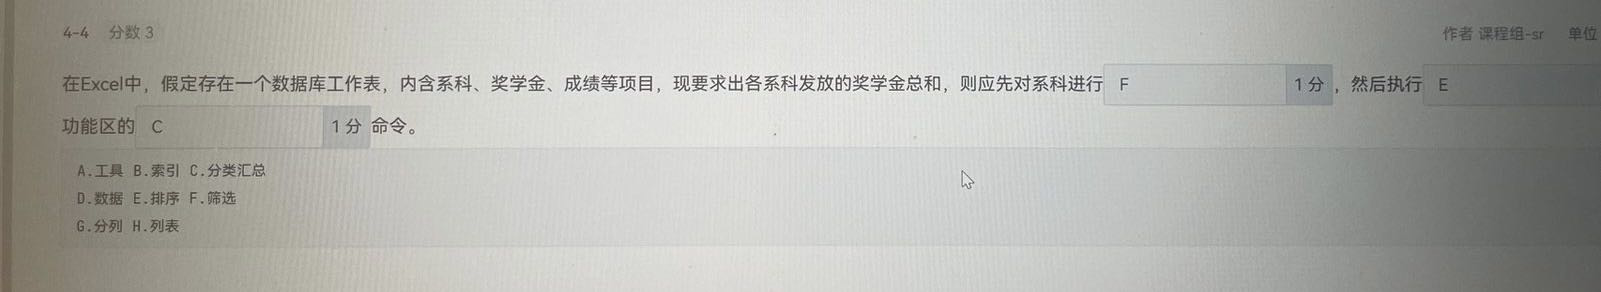 4-4 分数 3 作者 课程组-sr 单位
在Excel中，假定存在一个数据库工作表，内含系科、奖学金、成绩等项目，现要求出各系科发放的奖学金总和，则应先对系科进行 F 1 分 ，然后执行 E
功能区的 C 1 分 命令。
A.工具 B.索引 C.分类汇总
D.数据 E.排序 F.筛选
G.分列 H.列表